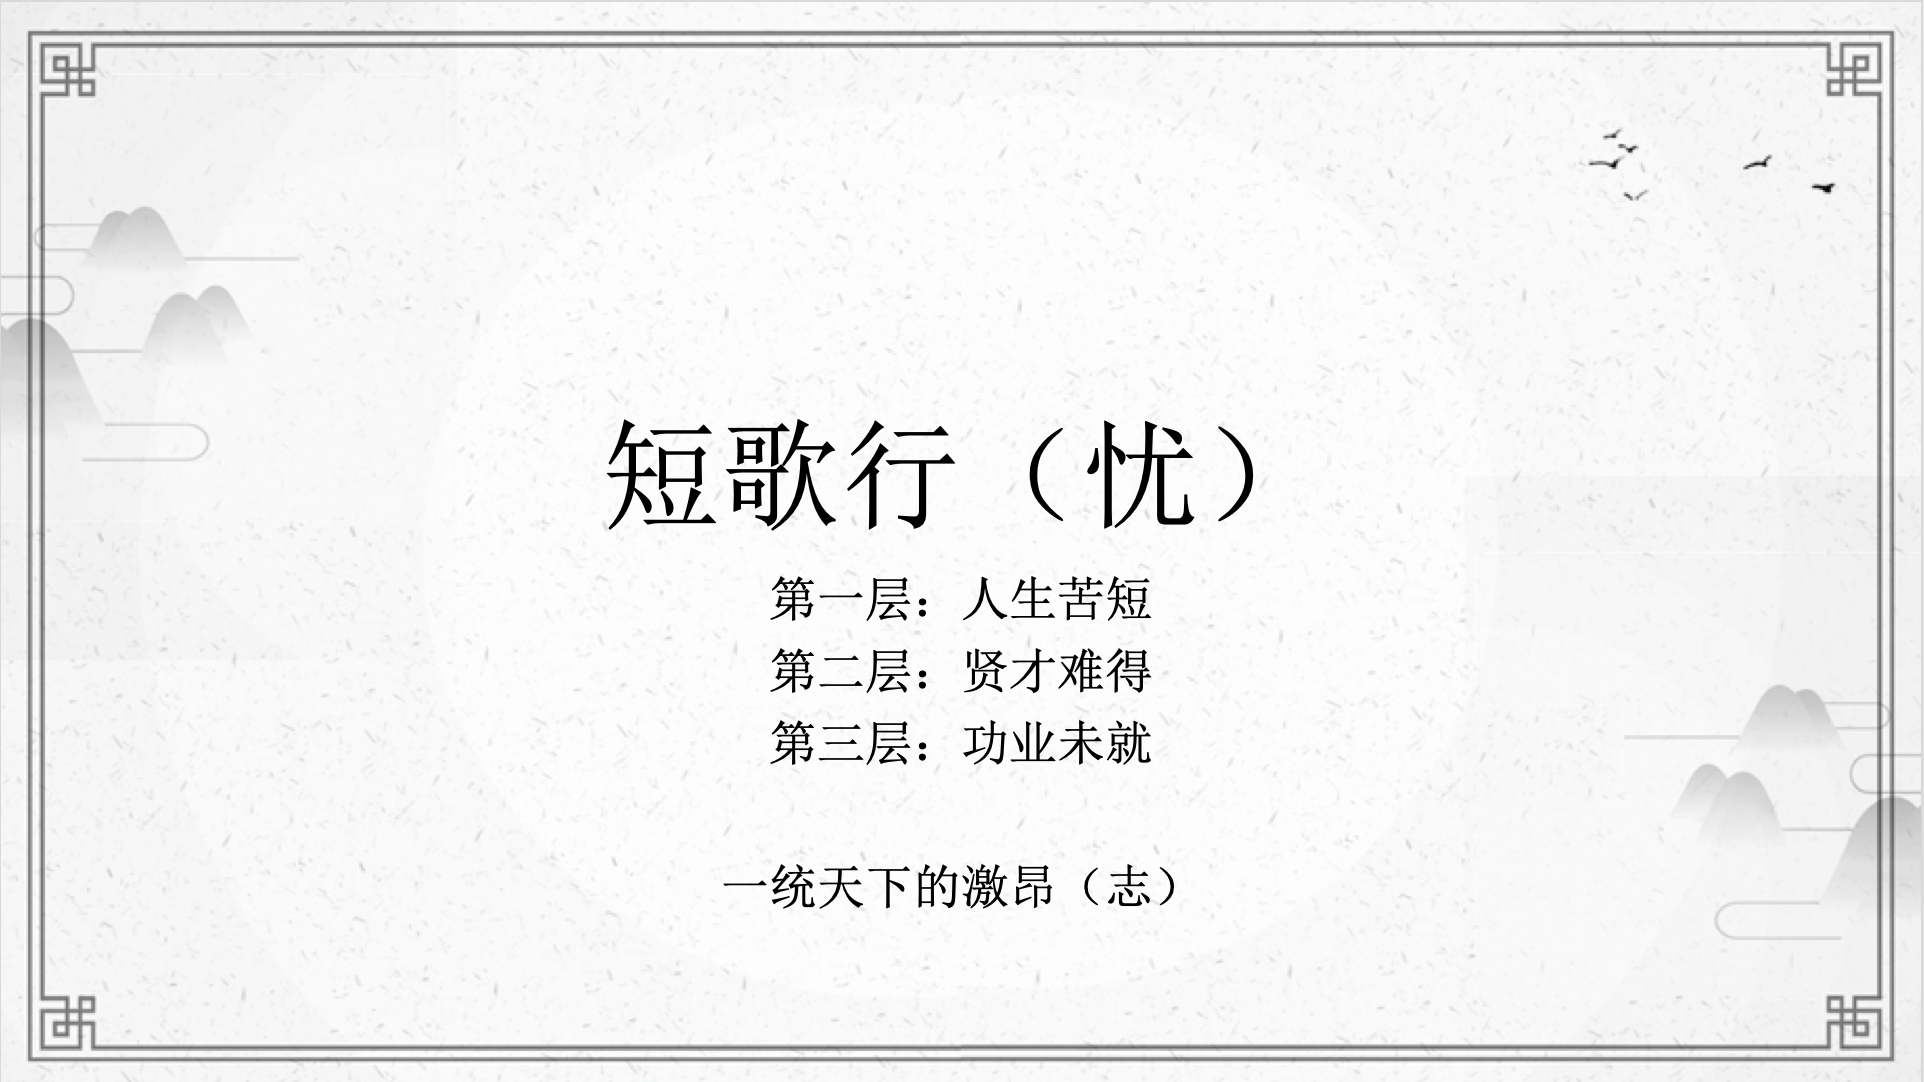 短歌行（忧）
第一层：人生苦短
第二层：贤才难得
第三层：功业未就
一统天下的激昂（志）